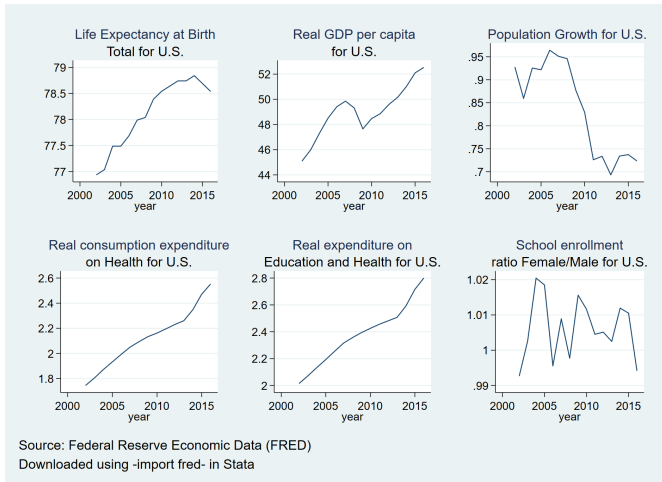 Life Expectancy at Birth
Total for U.S.
79
78.5
78
77.5
77
2000 2005 2010 2015
year
Real GDP per capita
for U.S.
52
50
48
46
44
2000 2005 2010 2015
year
Population Growth for U.S.
.95
.9
.85
.8
.75
.7
2000 2005 2010 2015
year
Real consumption expenditure
on Health for U.S.
2.6
2.4
2.2
2
1.8
2000 2005 2010 2015
year
Real expenditure on
Education and Health for U.S.
2.8
2.6
2.4
2.2
2
2000 2005 2010 2015
year
School enrollment
ratio Female/Male for U.S.
1.02
1.01
1
.99
2000 2005 2010 2015
year
Source: Federal Reserve Economic Data (FRED)
Downloaded using -import fred- in Stata